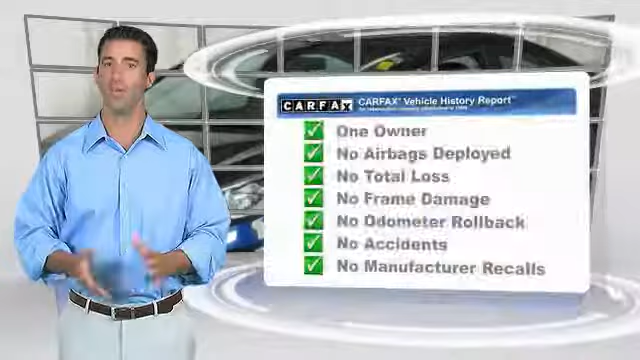 CARFAX CARFAX Vehicle History Report™
One Owner
No Airbags Deployed
No Total Loss
No Frame Damage
No Odometer Rollback
No Accidents
No Manufacturer Recalls